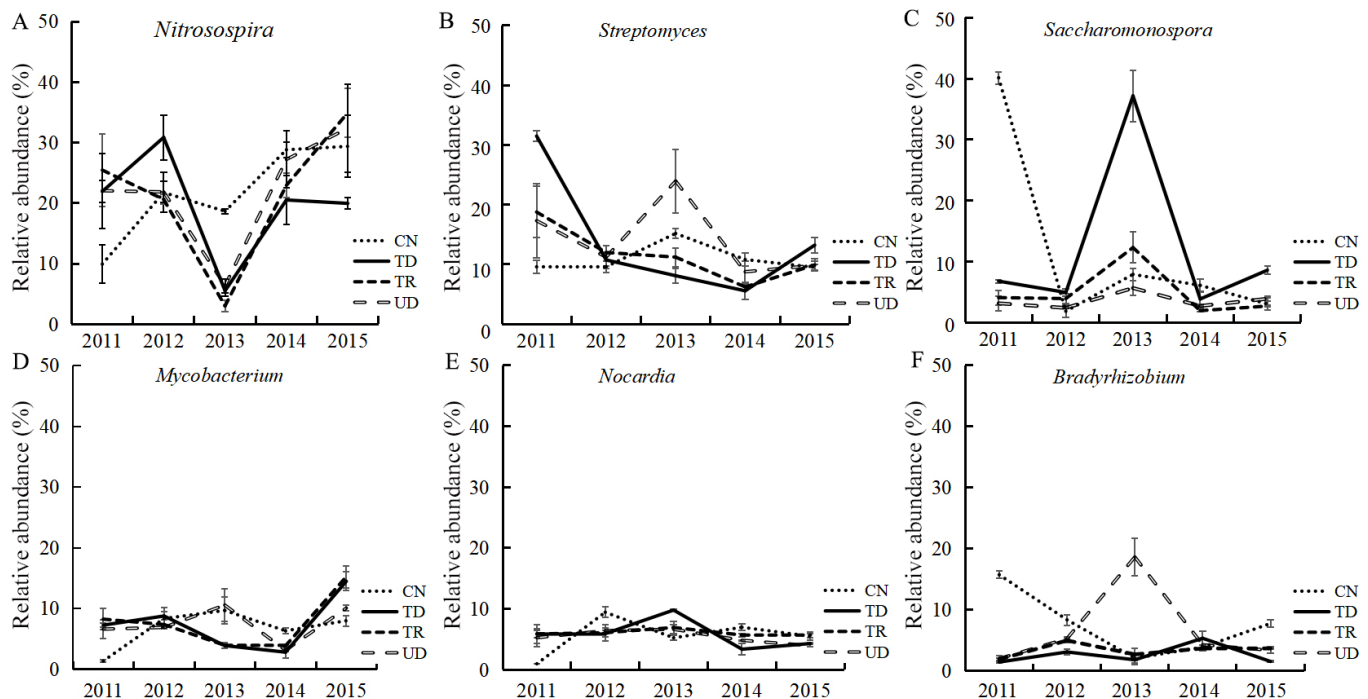 A
Nitrosospira
Relative abundance (%)
50
40
30
20
10
0
2011 2012 2013 2014 2015
CN
TD
TR
UD
B
Streptomyces
Relative abundance (%)
50
40
30
20
10
0
2011 2012 2013 2014 2015
CN
TD
TR
UD
C
Saccharomonospora
Relative abundance (%)
50
40
30
20
10
0
2011 2012 2013 2014 2015
CN
TD
TR
UD
D
Mycobacterium
Relative abundance (%)
50
40
30
20
10
0
2011 2012 2013 2014 2015
CN
TD
TR
UD
E
Nocardia
Relative abundance (%)
50
40
30
20
10
0
2011 2012 2013 2014 2015
CN
TD
TR
UD
F
Bradyrhizobium
Relative abundance (%)
50
40
30
20
10
0
2011 2012 2013 2014 2015
CN
TD
TR
UD